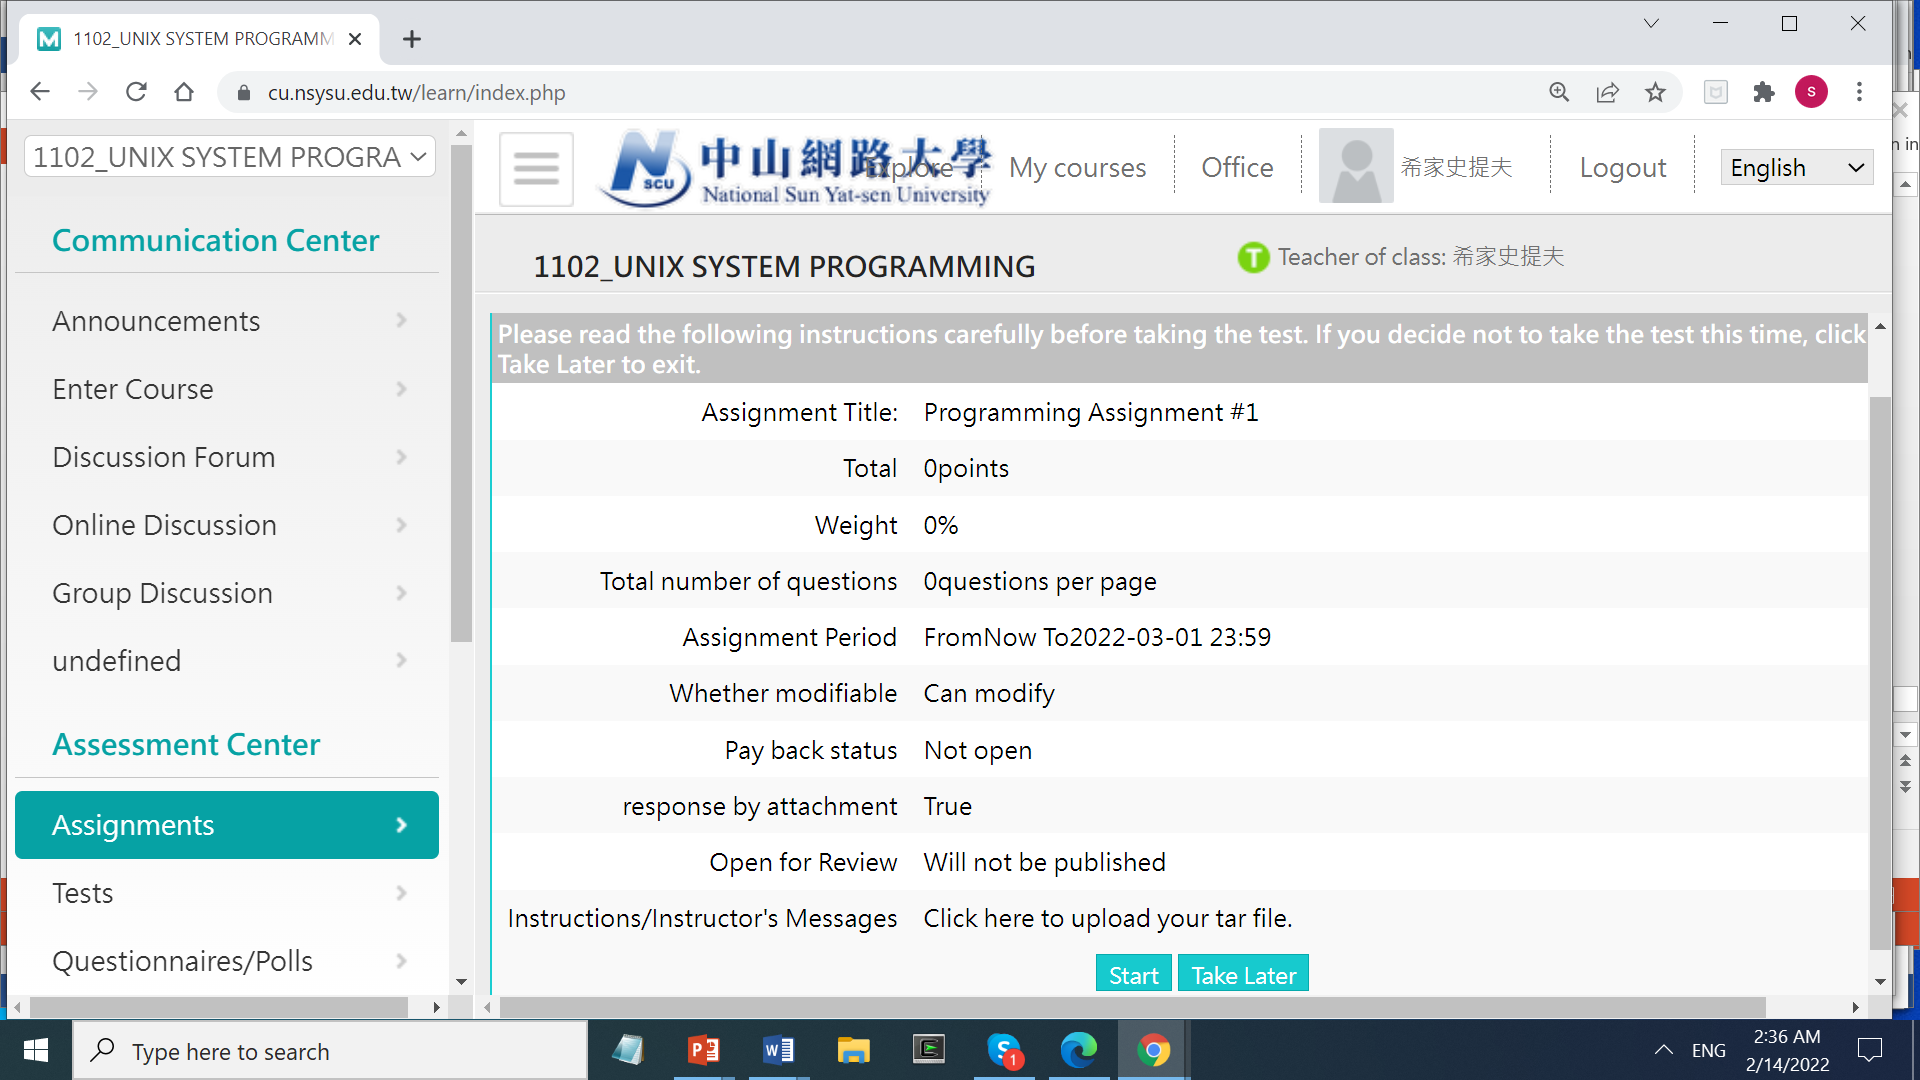 1102_UNIX SYSTEM PROGRAMM
cu.nsysu.edu.tw/learn/index.php
S
n in
1102_UNIX SYSTEM PROGRA
Communication Center
Announcements
Enter Course
Discussion Forum
Online Discussion
Group Discussion
undefined
Assessment Center
Assignments
Tests
Questionnaires/Polls
N
SCU
中山網路大學
National Sun Yat-sen University
Explore
My courses
Office
希家史提夫
Logout
English
1102_UNIX SYSTEM PROGRAMMING
T Teacher of class: 希家史提夫
Please read the following instructions carefully before taking the test. If you decide not to take the test this time, click
Take Later to exit.
Assignment Title: Programming Assignment #1
Total 0points
Weight 0%
Total number of questions 0questions per page
Assignment Period FromNow To2022-03-01 23:59
Whether modifiable Can modify
Pay back status Not open
response by attachment True
Open for Review Will not be published
Instructions/Instructor's Messages Click here to upload your tar file.
Start Take Later
Type here to search
1
ENG
2:36 AM
2/14/2022